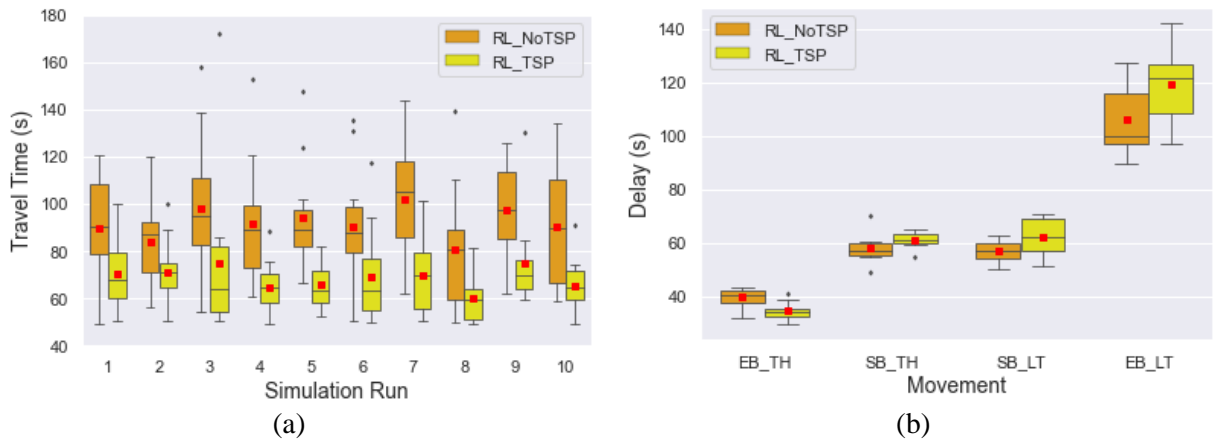 180
160
140
120
100
80
60
40
Travel Time (s)
RL_NoTSP
RL_TSP
1 2 3 4 5 6 7 8 9 10
Simulation Run
(a)
140
120
100
80
60
40
Delay (s)
RL_NoTSP
RL_TSP
EB_TH SB_TH SB_LT EB_LT
Movement
(b)